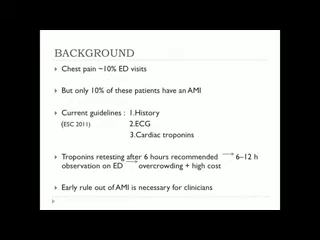 BACKGROUND
Chest pain ~10% ED visits
But only 10% of these patients have an AMI
Current guidelines : 1.History
(ESC 2011) 2.ECG
3.Cardiac troponins
Troponins retesting after 6 hours recommended → 6–12 h
observation on ED → overcrowding + high cost
Early rule out of AMI is necessary for clinicians